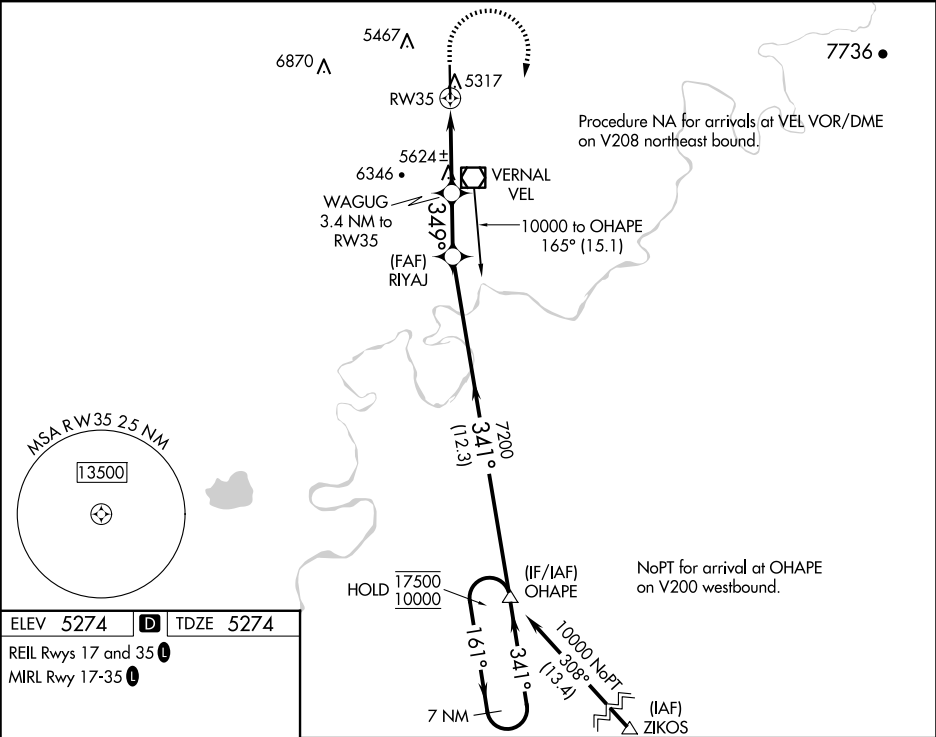 5467
6870
7736
5317
RW35
Procedure NA for arrivals at VEL VOR/DME
on V208 northeast bound.
5624±
6346
VERNAL
VEL
WAGUG
3.4 NM to
RW35
349°
10000 to OHAPE
165° (15.1)
(FAF)
RIYAJ
MSA RW35 25 NM
13500
7200
341°
(12.3)
HOLD 17500
10000
(IF/IAF)
OHAPE
NoPT for arrival at OHAPE
on V200 westbound.
161°
341°
7 NM
10000 NoPT
308°
(13.4)
(IAF)
ZIKOS
ELEV 5274 D TDZE 5274
REIL Rwys 17 and 35 L
MIRL Rwy 17-35 L